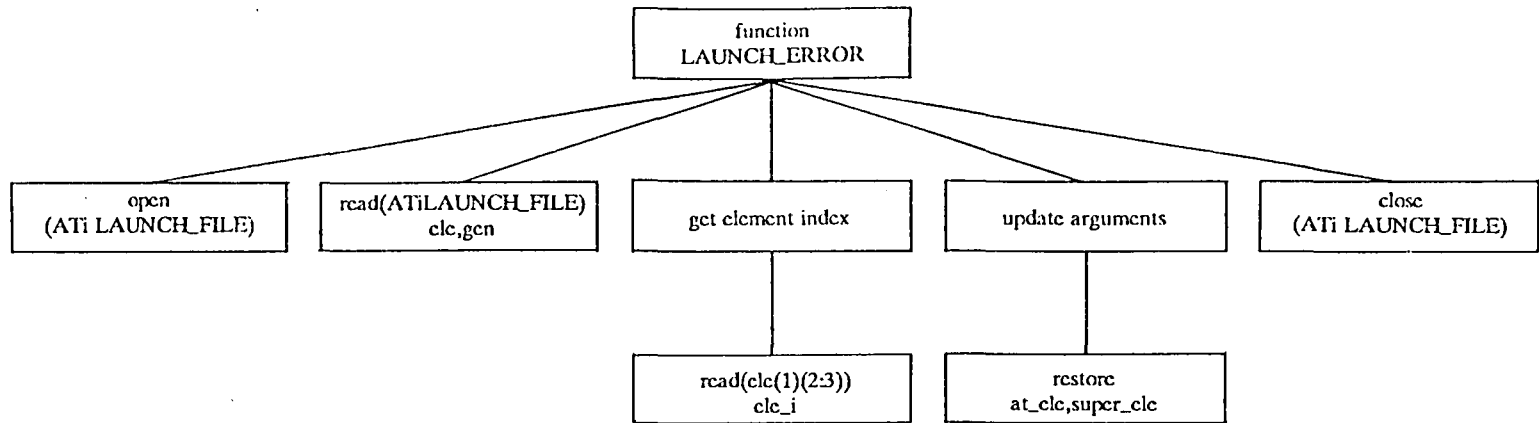 function
LAUNCH_ERROR
open
(ATi LAUNCH_FILE)
read(ATiLAUNCH_FILE)
ele,gen
get element index
update arguments
close
(ATi LAUNCH_FILE)
read(ele(1)(2:3))
ele_i
restore
at_ele,super_ele